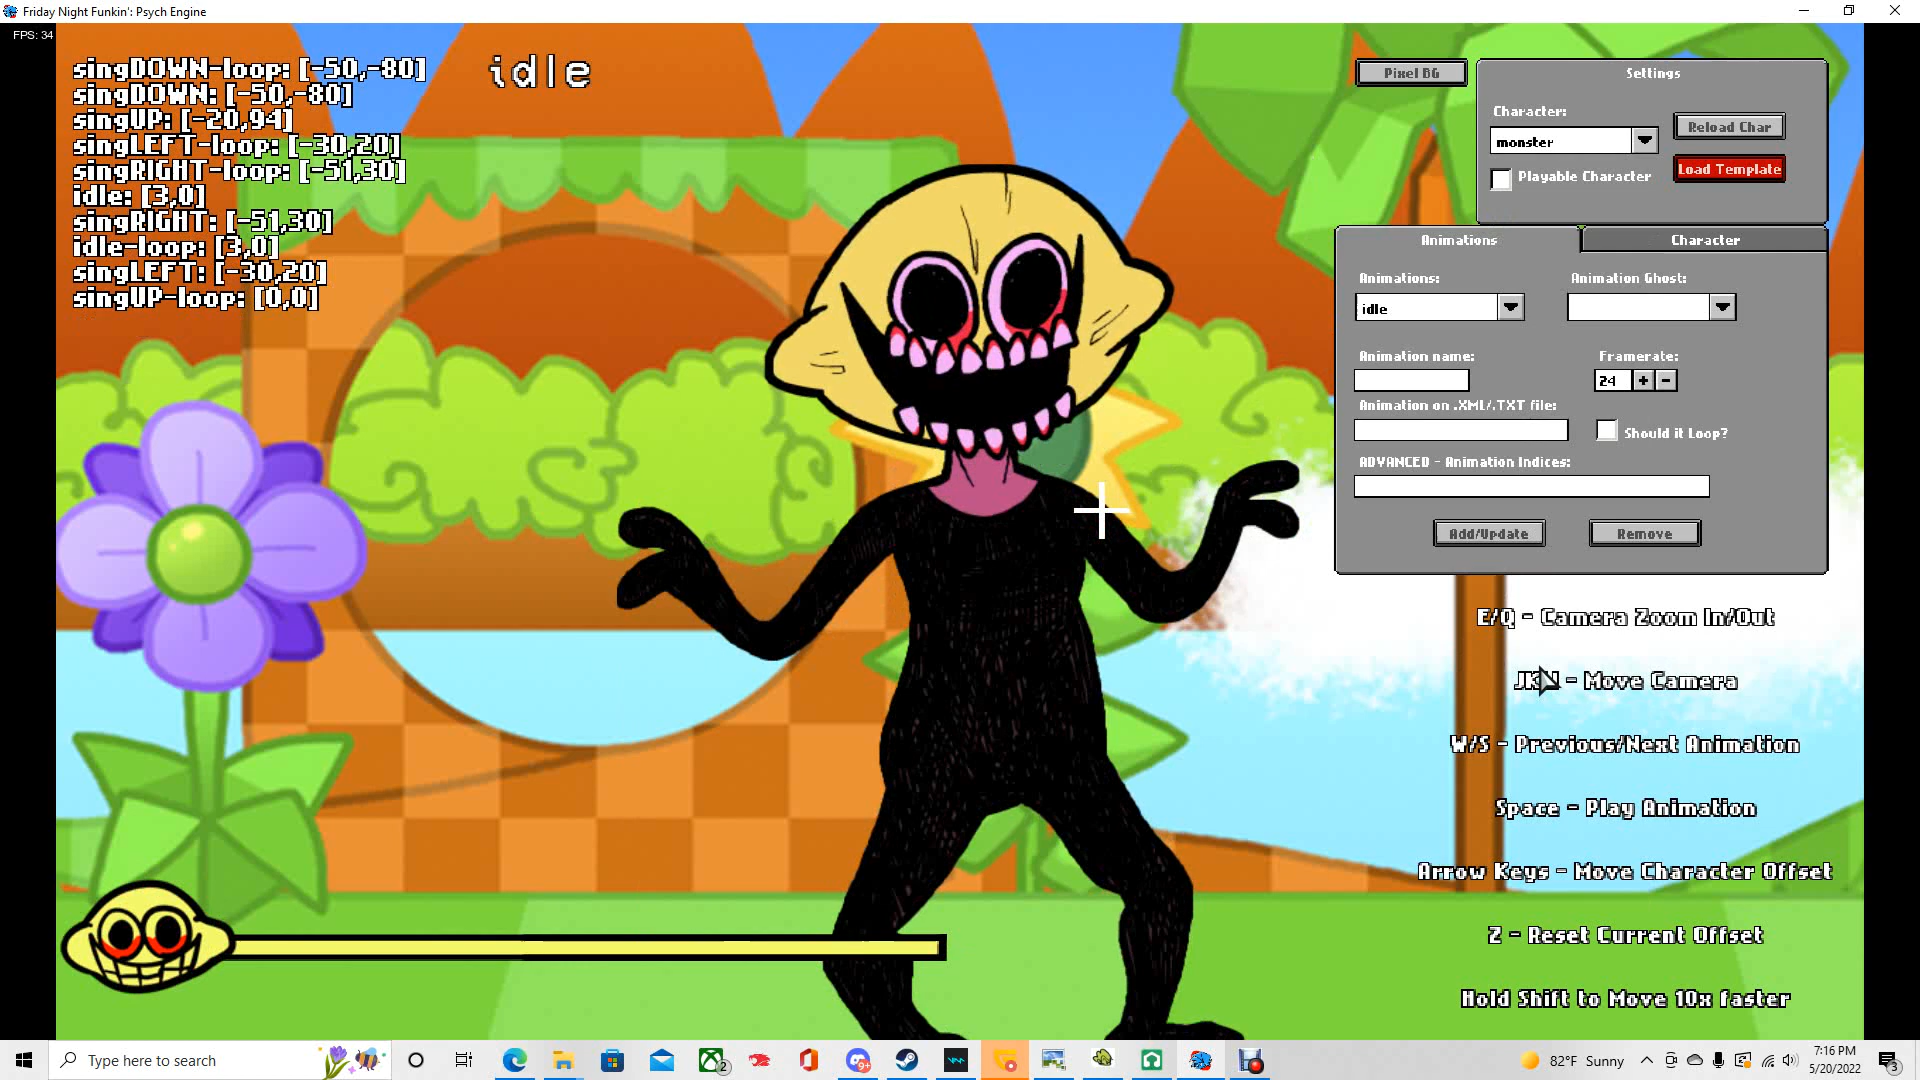 Friday Night Funkin': Psych Engine
FPS: 34
singDOWN-loop: [-50,-80]
singDOWN: [-50,-80]
singUP: [-20,94]
singLEFT-loop: [-30,20]
singRIGHT-loop: [-51,30]
idle: [3,0]
singRIGHT: [-51,30]
idle-loop: [3,0]
singLEFT: [-30,20]
singUP-loop: [0,0]
idle
Pixel BG
Settings
Character:
monster
Reload Char
Playable Character
Load Template
Animations
Character
Animations:
Animation Ghost:
idle
Animation name:
Framerate:
24
+
-
Animation on .XML/.TXT file:
Should it Loop?
ADVANCED - Animation Indices:
Add/Update
Remove
E/Q - Camera Zoom In/Out
- Move Camera
W/S - Previous/Next Animation
Space - Play Animation
Arrow Keys - Move Character Offset
Z - Reset Current Offset
Hold Shift to Move 10x faster
Type here to search
2
9+
82°F Sunny
7:16 PM
5/20/2022
3